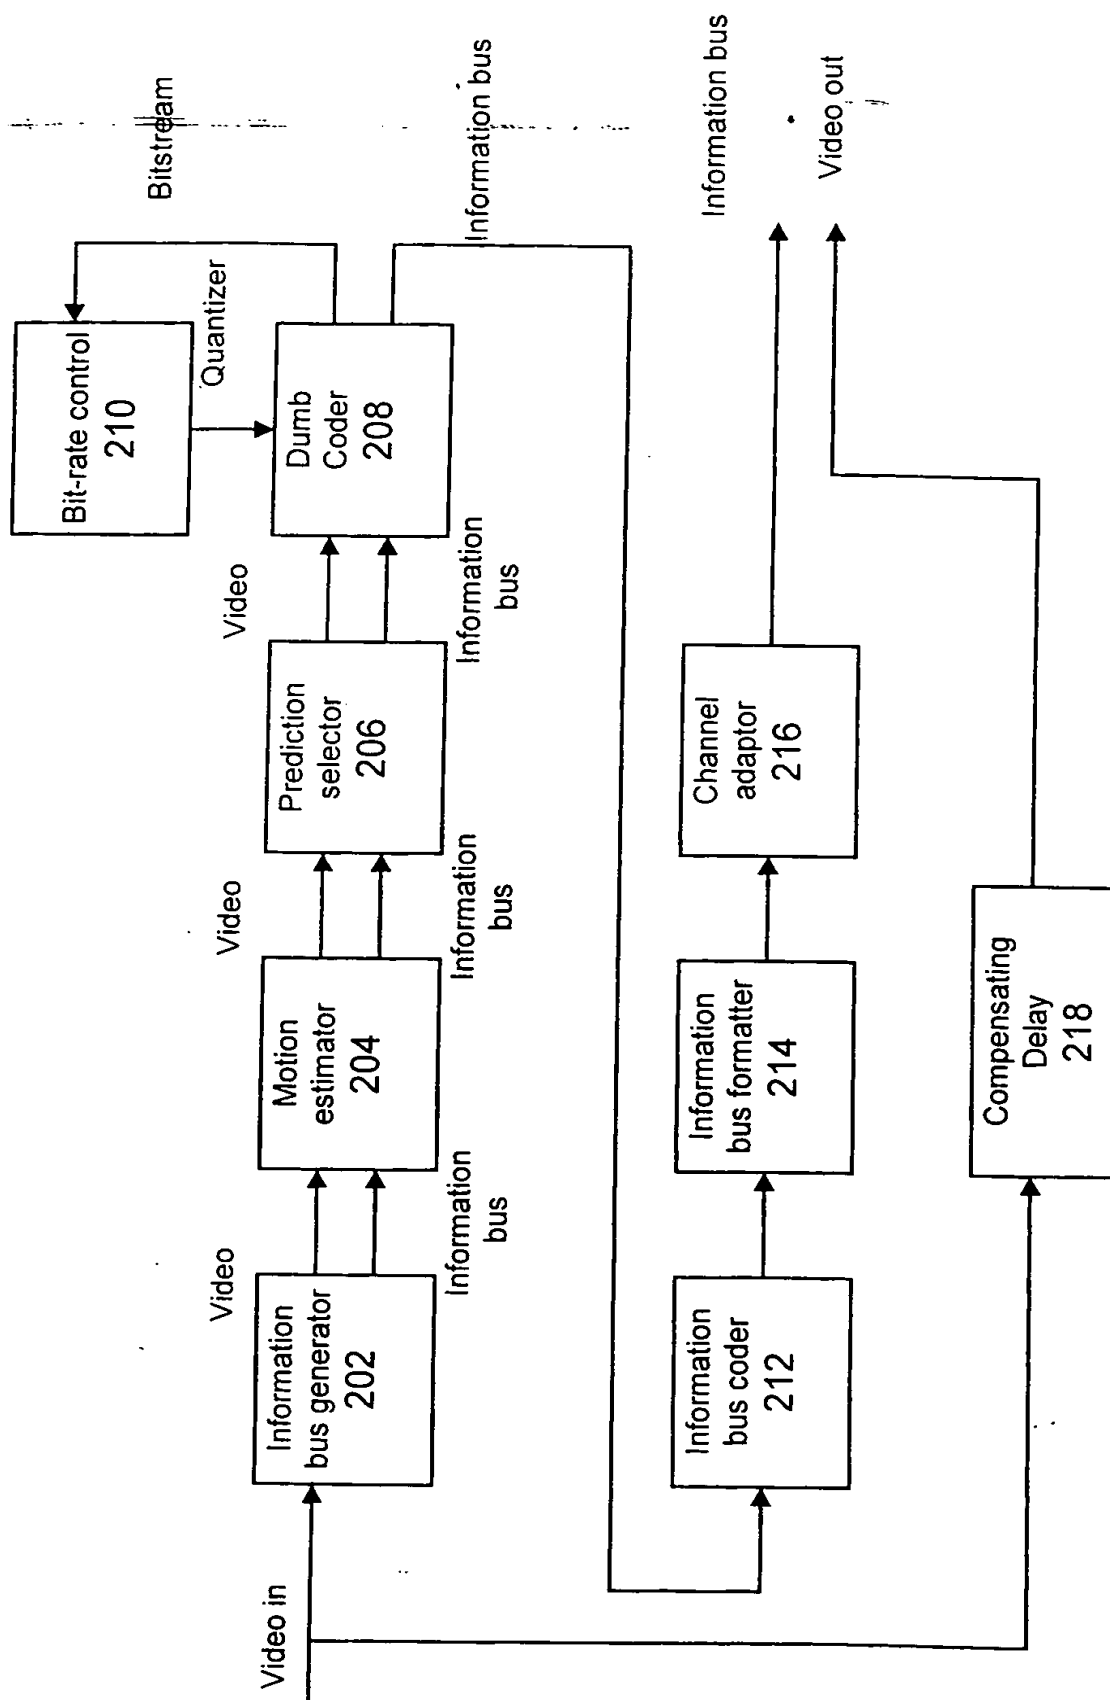 Video in
Information
bus generator
202
Video
Information
bus
Motion
estimator
204
Video
Information
bus
Prediction
selector
206
Video
Information
bus
Dumb
Coder
208
Quantizer
Bit-rate control
210
Bitstream
Information bus
Information
bus coder
212
Information
bus formatter
214
Channel
adaptor
216
Information bus
Compensating
Delay
218
Video out